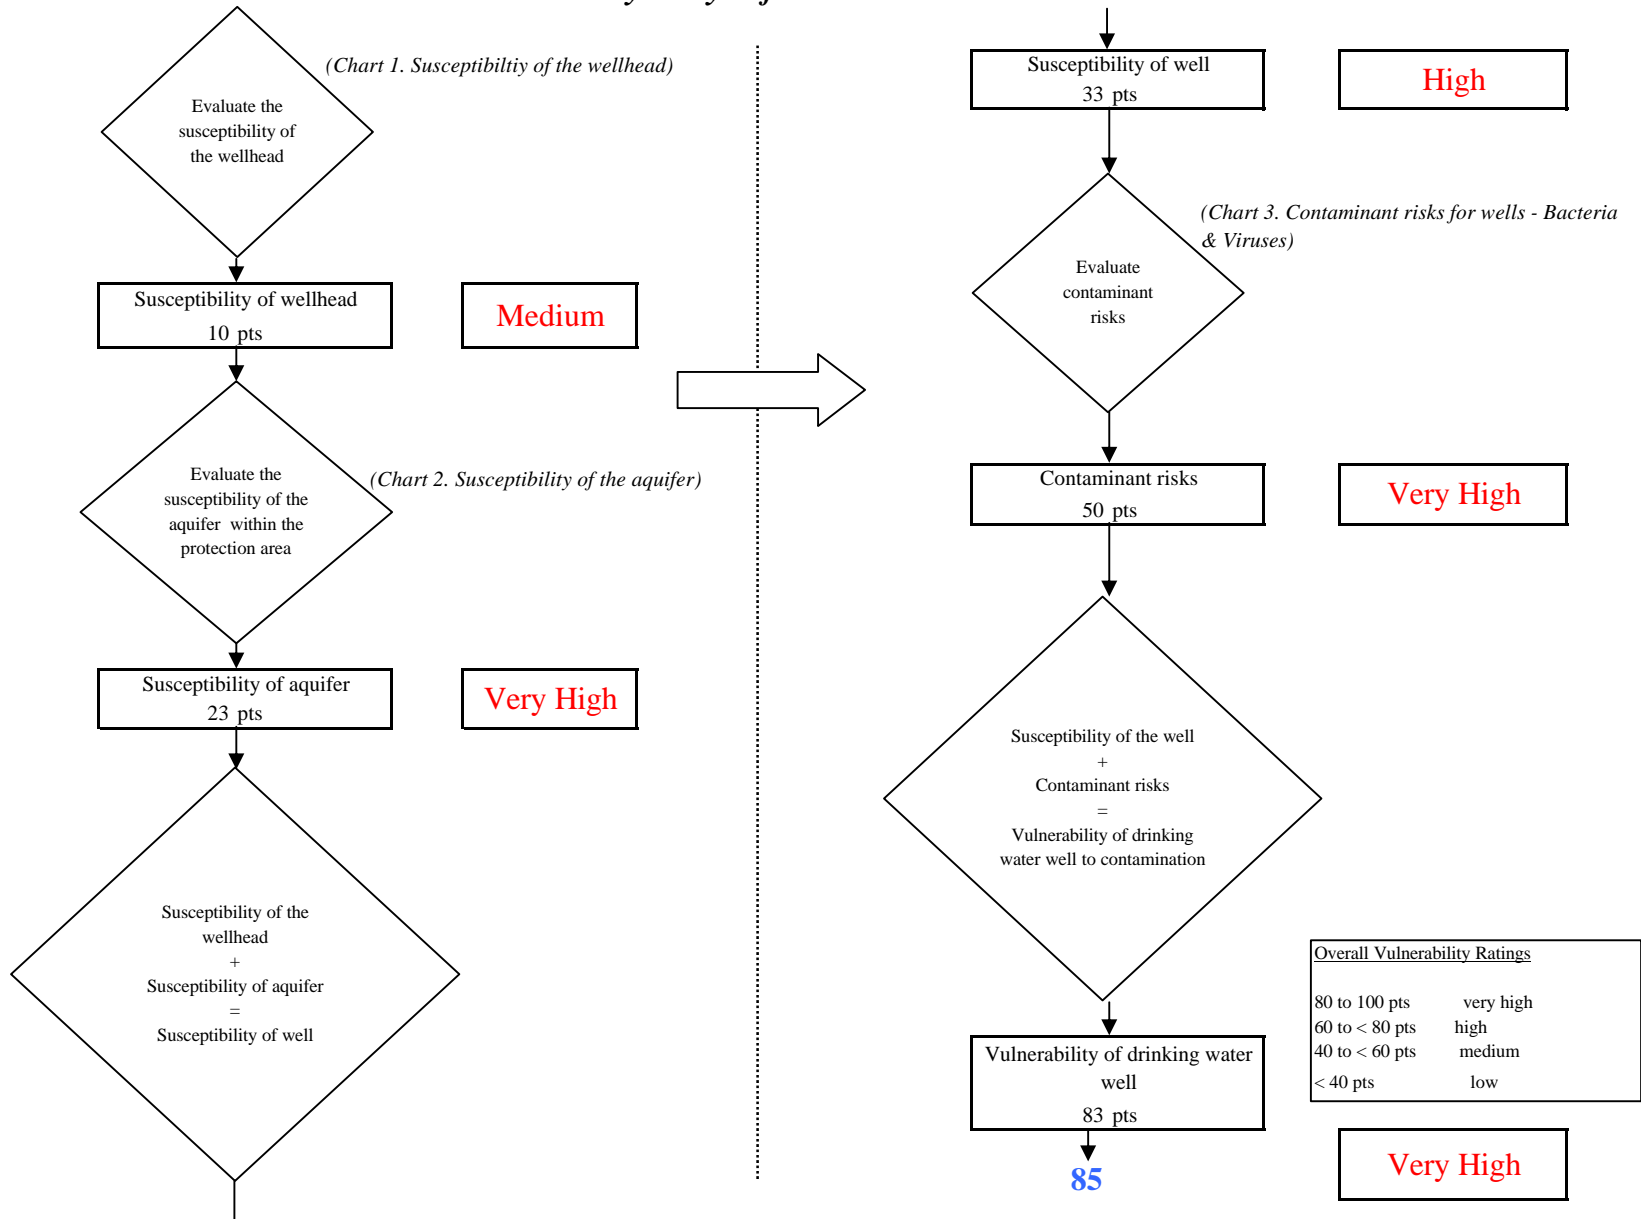 (Chart 1. Susceptibiltiy of the wellhead)
Evaluate the
susceptibility of
the wellhead
Susceptibility of wellhead
10 pts
Medium
Evaluate the
susceptibility of the
aquifer within the
protection area
(Chart 2. Susceptibility of the aquifer)
Susceptibility of aquifer
23 pts
Very High
Susceptibility of the
wellhead
+
Susceptibility of aquifer
=
Susceptibility of well
Susceptibility of well
33 pts
High
(Chart 3. Contaminant risks for wells - Bacteria
& Viruses)
Evaluate
contaminant
risks
Contaminant risks
50 pts
Very High
Susceptibility of the well
+
Contaminant risks
=
Vulnerability of drinking
water well to contamination
Overall Vulnerability Ratings
80 to 100 pts very high
60 to < 80 pts high
40 to < 60 pts medium
< 40 pts low
Vulnerability of drinking water
well
83 pts
85
Very High